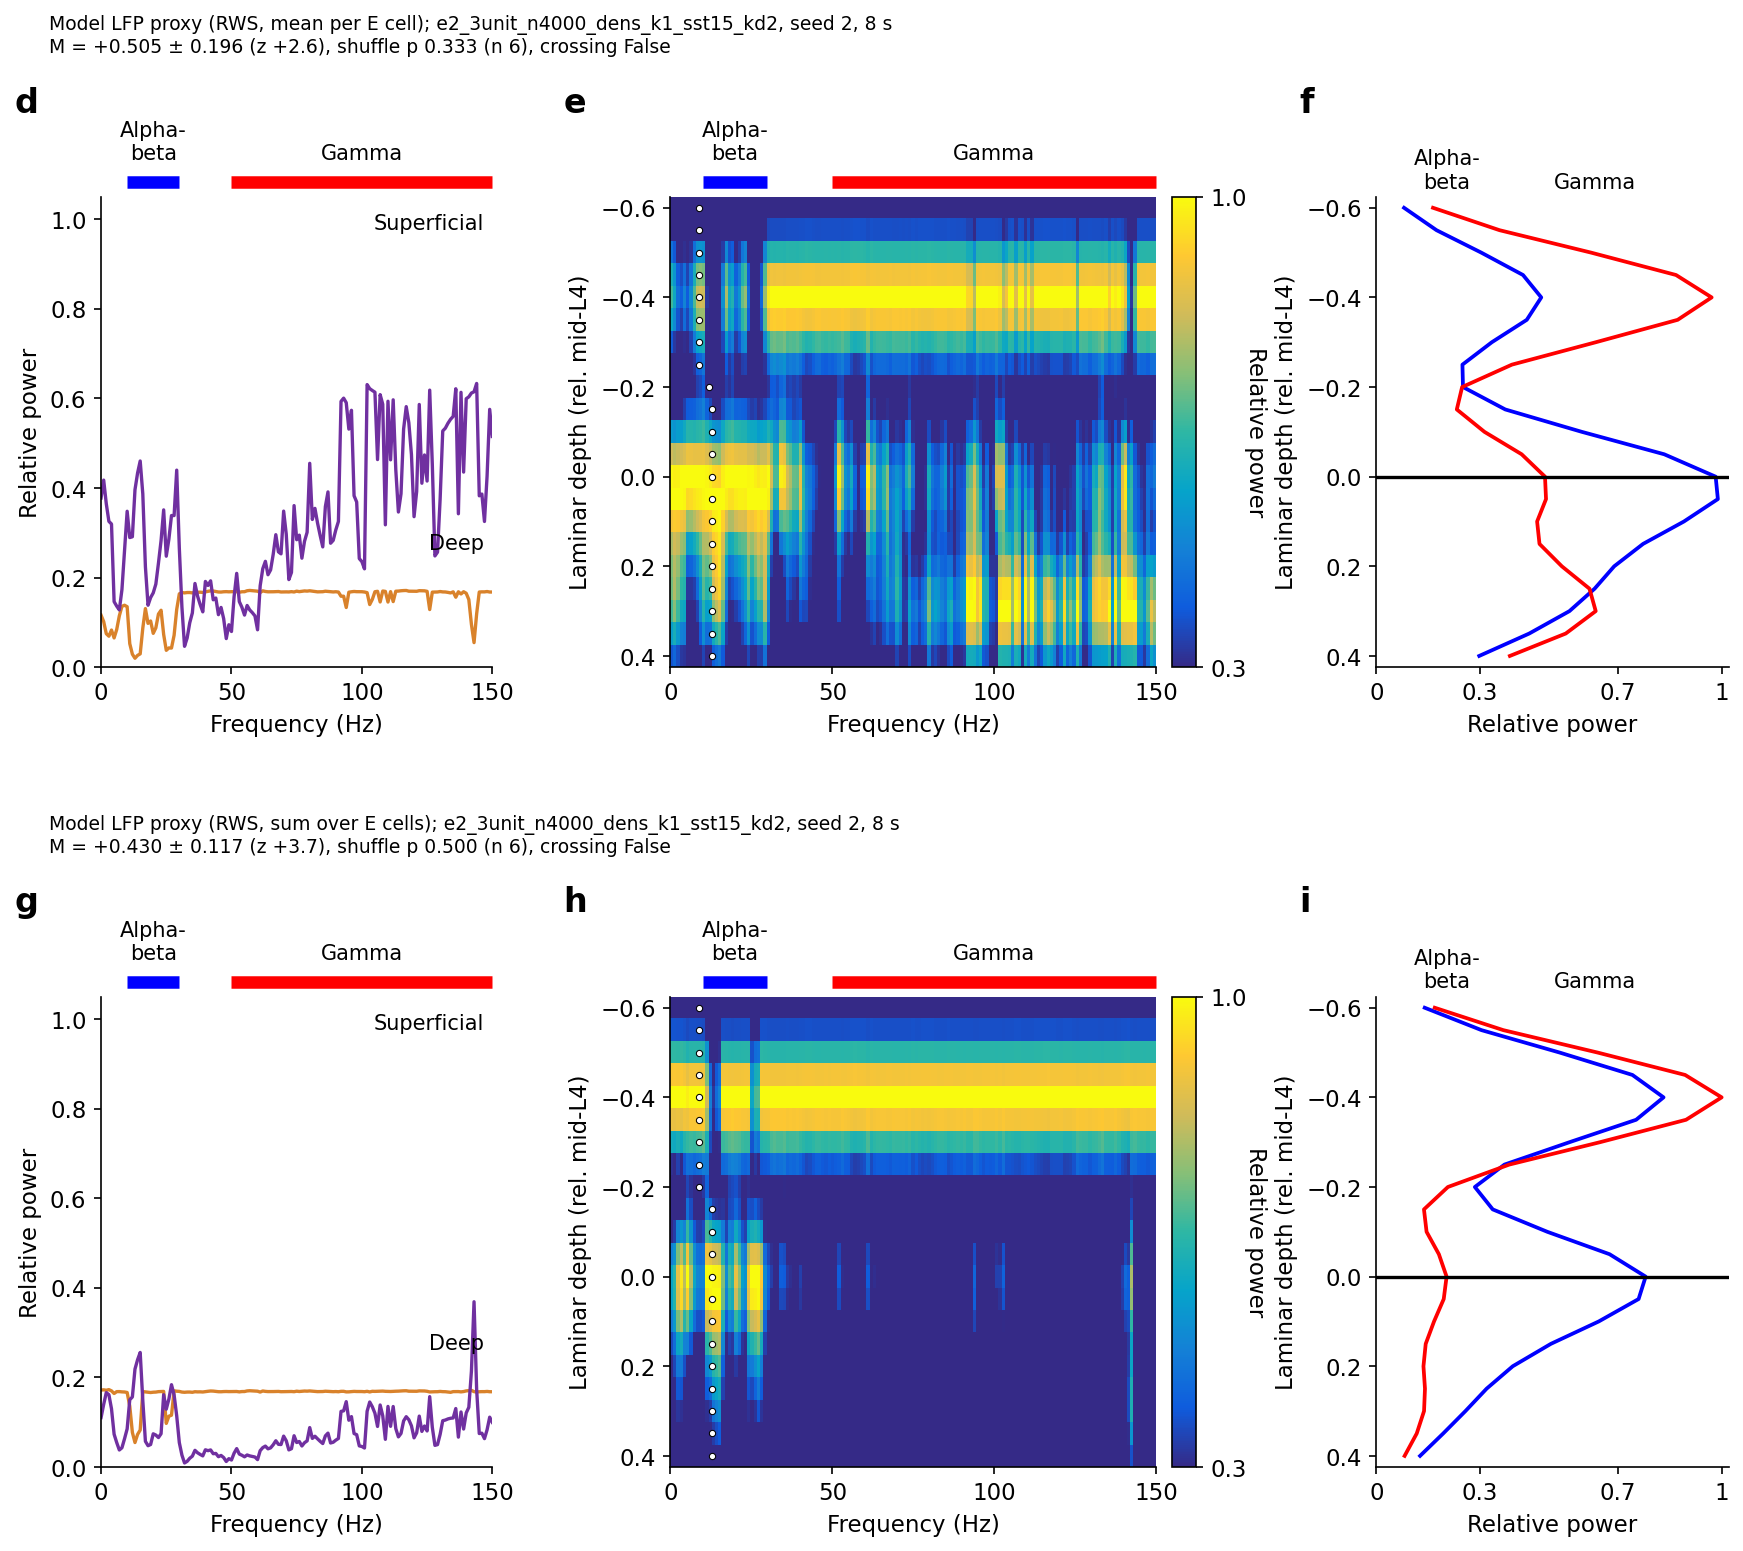 Model LFP proxy (RWS, mean per E cell); e2_3unit_n4000_dens_k1_sst15_kd2, seed 2, 8 s
M = +0.505 ± 0.196 (z +2.6), shuffle p 0.333 (n 6), crossing False
d
Alpha-
beta
Gamma
Superficial
Deep
1.0
0.8
0.6
0.4
0.2
0.0
0
50
100
150
Frequency (Hz)
Relative power
e
Alpha-
beta
Gamma
−0.6
−0.4
−0.2
0.0
0.2
0.4
0
50
100
150
Frequency (Hz)
Laminar depth (rel. mid-L4)
1.0
0.3
Relative power
f
Alpha-
beta
Gamma
−0.6
−0.4
−0.2
0.0
0.2
0.4
0
0.3
0.7
1
Relative power
Laminar depth (rel. mid-L4)
Model LFP proxy (RWS, sum over E cells); e2_3unit_n4000_dens_k1_sst15_kd2, seed 2, 8 s
M = +0.430 ± 0.117 (z +3.7), shuffle p 0.500 (n 6), crossing False
g
Alpha-
beta
Gamma
Superficial
Deep
1.0
0.8
0.6
0.4
0.2
0.0
0
50
100
150
Frequency (Hz)
Relative power
h
Alpha-
beta
Gamma
−0.6
−0.4
−0.2
0.0
0.2
0.4
0
50
100
150
Frequency (Hz)
Laminar depth (rel. mid-L4)
1.0
0.3
Relative power
i
Alpha-
beta
Gamma
−0.6
−0.4
−0.2
0.0
0.2
0.4
0
0.3
0.7
1
Relative power
Laminar depth (rel. mid-L4)